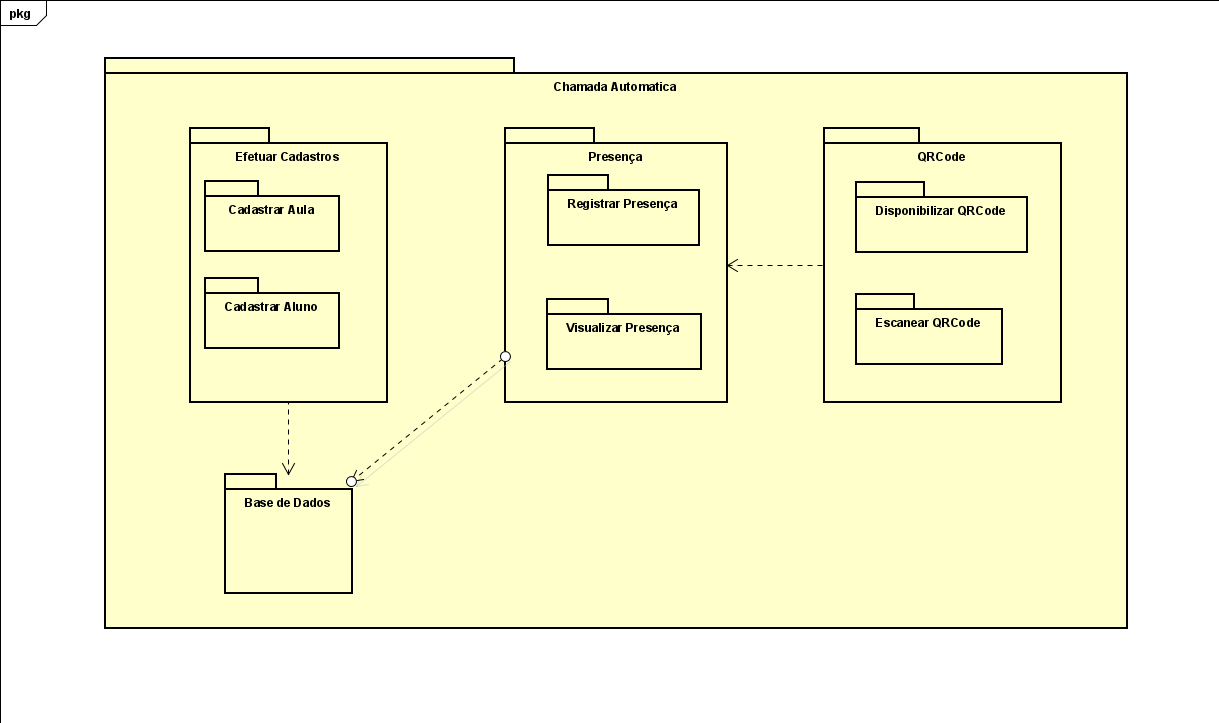 pkg
Chamada Automatica
Efetuar Cadastros
Cadastrar Aula
Cadastrar Aluno
Presença
Registrar Presença
Visualizar Presença
QRCode
Disponibilizar QRCode
Escanear QRCode
Base de Dados